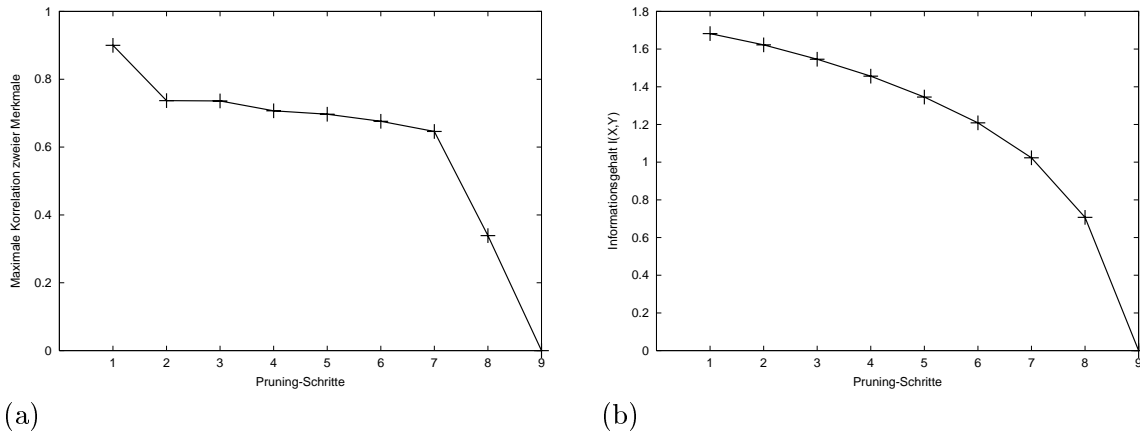 1
0.8
0.6
0.4
0.2
0
Maximale Korrelation zweier Merkmale
1 2 3 4 5 6 7 8 9
Pruning-Schritte
(a)
1.8
1.6
1.4
1.2
1
0.8
0.6
0.4
0.2
0
Informationsgehalt I(X,Y)
1 2 3 4 5 6 7 8 9
Pruning-Schritte
(b)